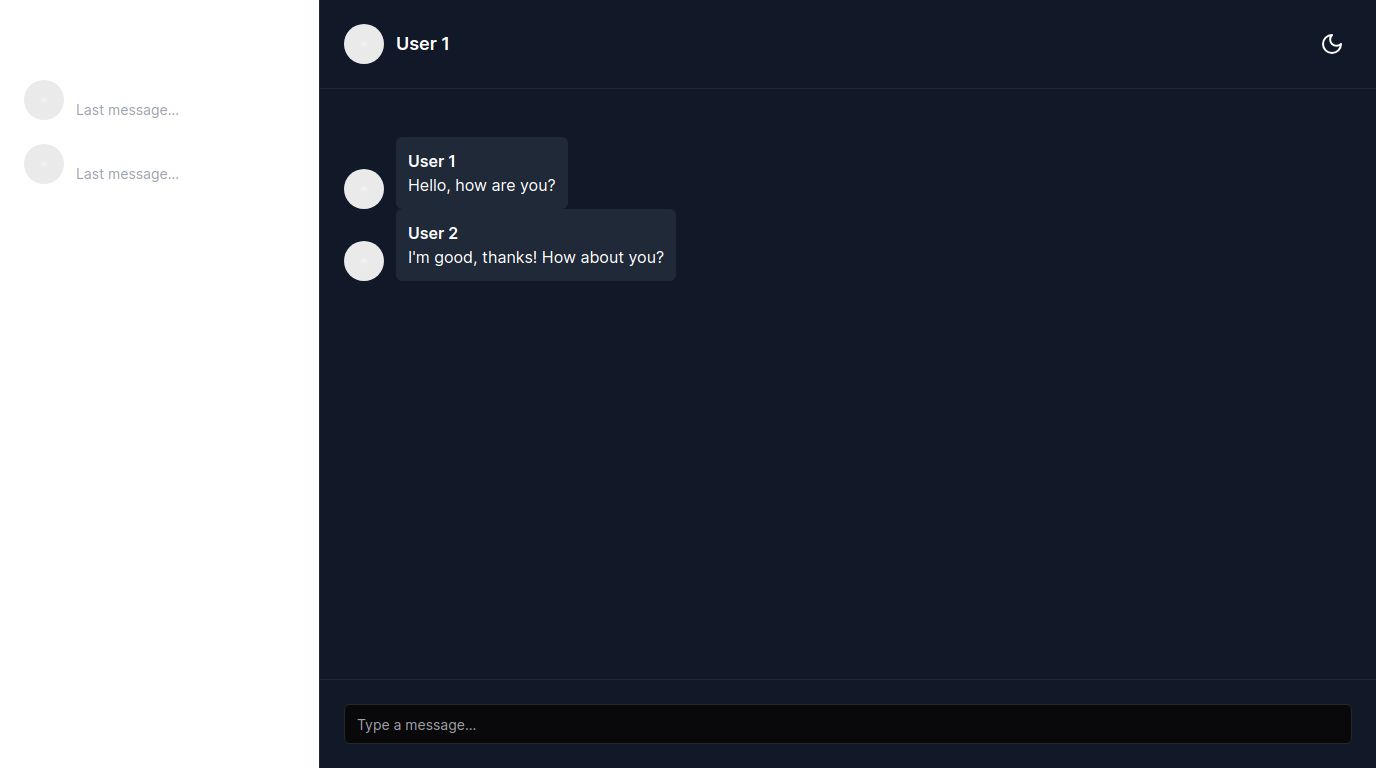 Last message...
Last message...
User 1
User 1
Hello, how are you?
User 2
I'm good, thanks! How about you?
Type a message...